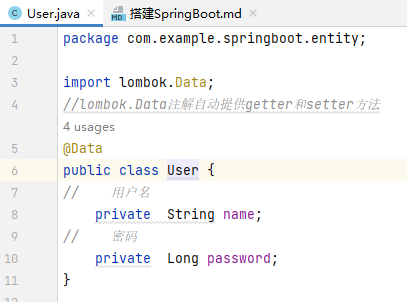 User.java × 搭建SpringBoot.md ×
1 package com.example.springboot.entity;
2
3 import lombok.Data;
4 //lombok.Data注解自动提供getter和setter方法
4 usages
5 @Data
6 public class User {
7 //    用户名
8     private  String name;
9 //    密码
10     private  Long password;
11 }